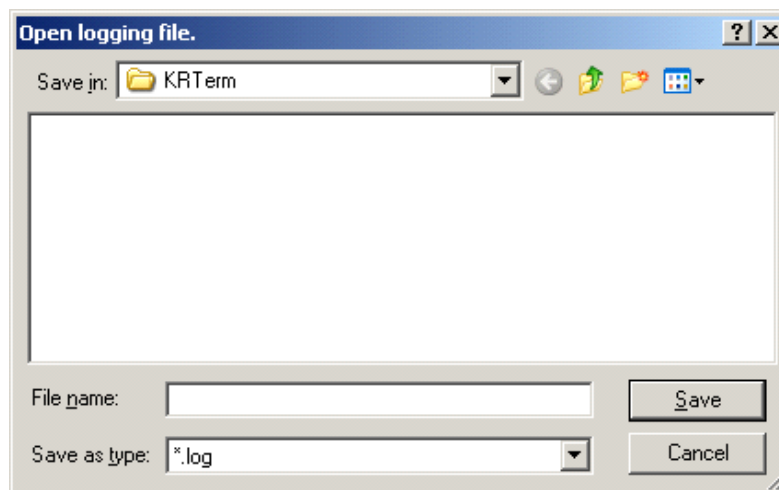 Open logging file.
Save in: KRTerm
File name: Save
Save as type: *.log Cancel